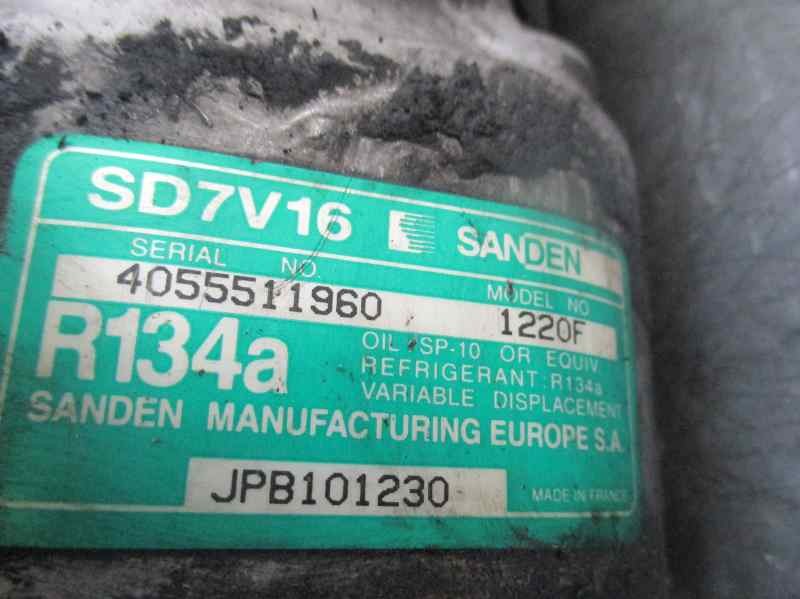 SD7V16 SANDEN
SERIAL NO. MODEL NO
4055511960 1220F
R134a
OIL :SP-10 OR EQUIV
REFRIGERANT:R134a
VARIABLE DISPLACEMENT
SANDEN MANUFACTURING EUROPE S.A.
JPB101230 MADE IN FRANCE